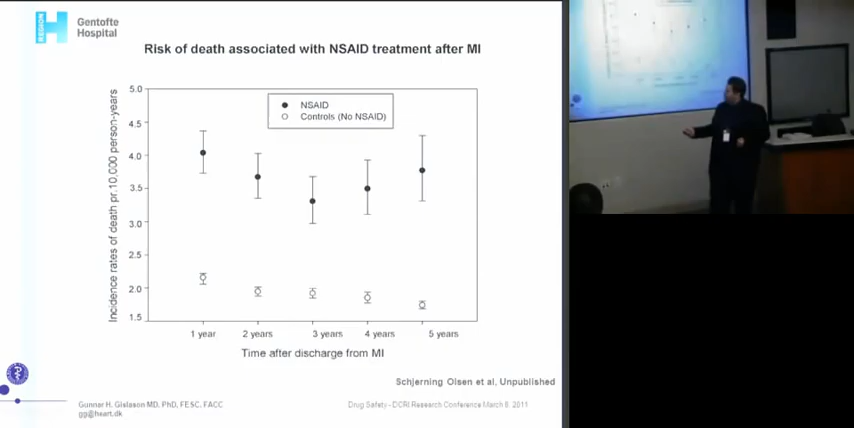 REGION
Gentofte
Hospital
Risk of death associated with NSAID treatment after MI
NSAID
Controls (No NSAID)
Incidence rates of death pr.10,000 person-years
5.0
4.5
4.0
3.5
3.0
2.5
2.0
1.5
1 year
2 years
3 years
4 years
5 years
Time after discharge from MI
Schjerning Olsen et al, Unpublished
Gunnar H. Gislason MD, PhD, FESC, FACC
gg@heart.dk
Drug Safety - DCRI Research Conference March 8, 2011